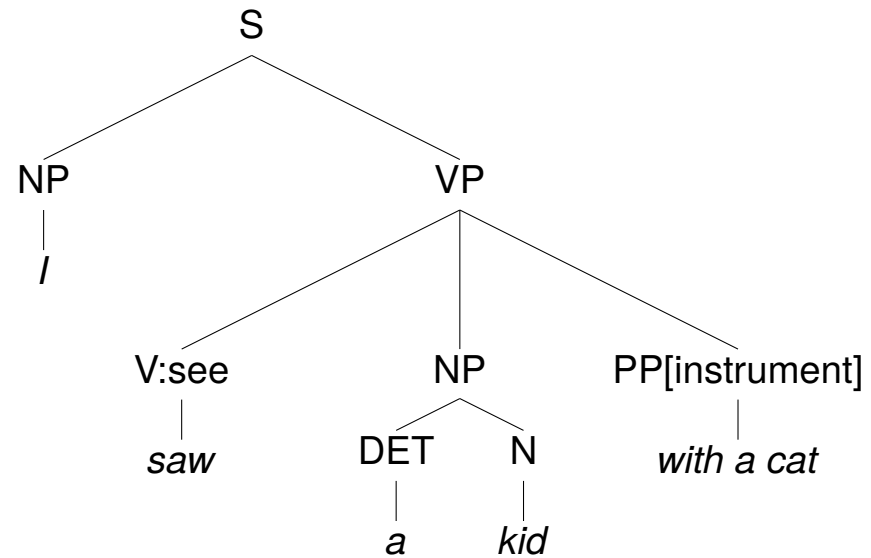 S
NP VP
I
V:see NP PP[instrument]
saw DET N with a cat
a kid